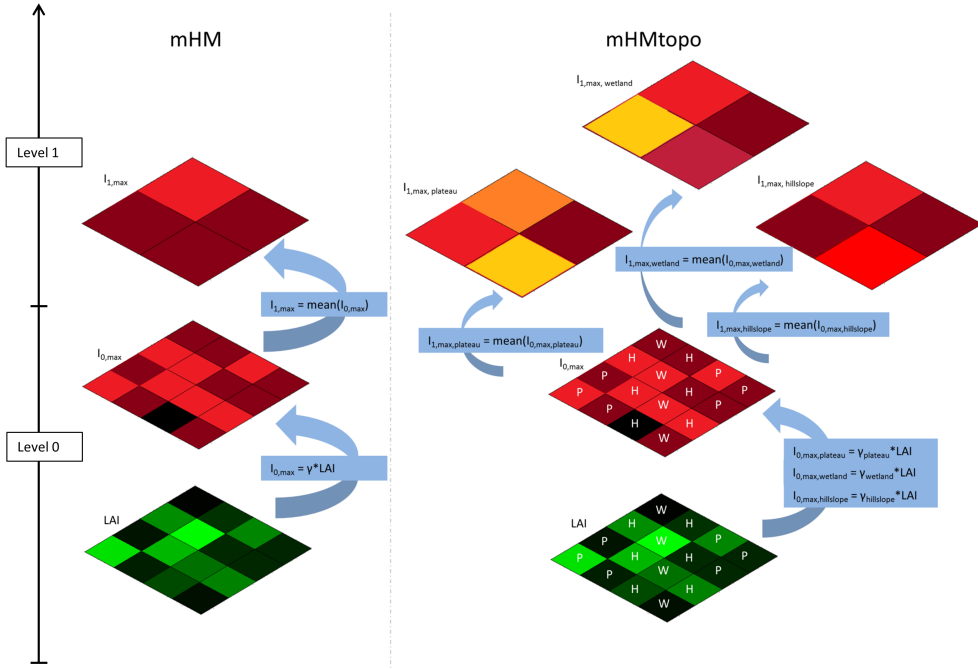 mHM
mHMtopo
Level 1
Level 0
I1,max
I1,max = mean(I0,max)
I0,max
I0,max = γ*LAI
LAI
I1,max, wetland
I1,max, plateau
I1,max, hillslope
I1,max,wetland = mean(I0,max,wetland)
I1,max,hillslope = mean(I0,max,hillslope)
I1,max,plateau = mean(I0,max,plateau)
I0,max
W
H H
P W P
P H H P
P W P
H H
W
I0,max,plateau = γplateau*LAI
I0,max,wetland = γwetland*LAI
I0,max,hillslope = γhillslope*LAI
LAI
W
H H
P W P
P H H P
P W P
H H
W